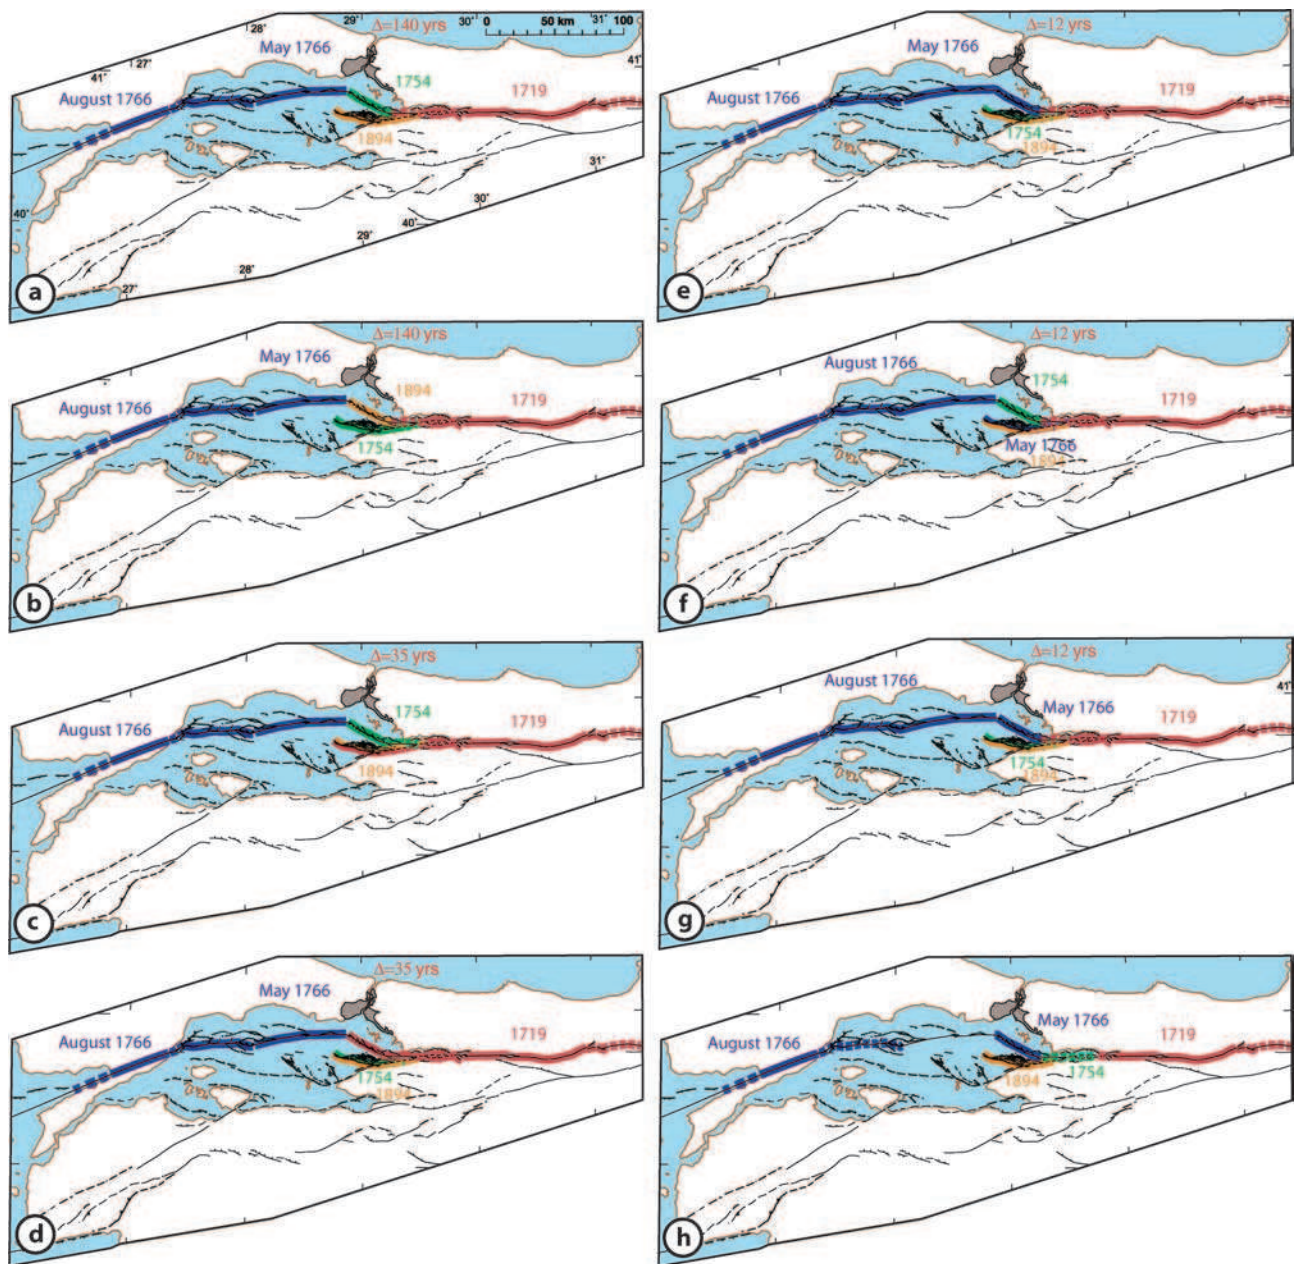 29° Δ=140 yrs 30° 0 50 km 31° 100
28°
May 1766
41° 27° 41°
1754
August 1766 1719
1894
31°
40° 30°
40°
29°
28°
27°
a
Δ=12 yrs
May 1766
August 1766 1719
1754
1894
e
Δ=140 yrs
May 1766
1894
August 1766 1719
1754
b
Δ=12 yrs
August 1766
1754
1719
May 1766
1894
f
Δ=35 yrs
1754
August 1766 1719
1894
c
Δ=12 yrs
41°
August 1766
May 1766
1719
1754
1894
g
Δ=35 yrs
May 1766
August 1766 1719
1754
1894
d
May 1766
August 1766 1719
1894 1754
h